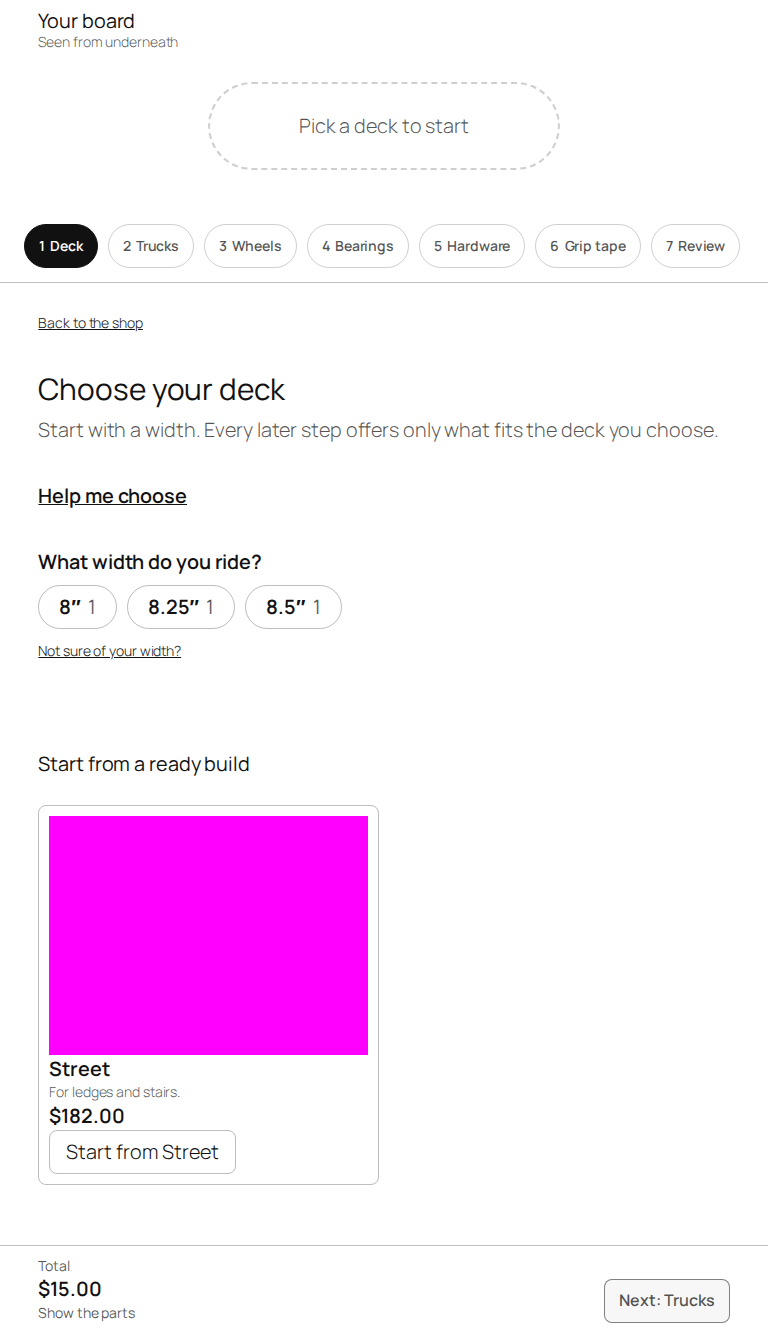 Your board
Seen from underneath
Pick a deck to start
1 Deck
2 Trucks
3 Wheels
4 Bearings
5 Hardware
6 Grip tape
7 Review
Back to the shop
Choose your deck
Start with a width. Every later step offers only what fits the deck you choose.
Help me choose
What width do you ride?
8″ 1
8.25″ 1
8.5″ 1
Not sure of your width?
Start from a ready build
Street
For ledges and stairs.
$182.00
Start from Street
Total
$15.00
Show the parts
Next: Trucks